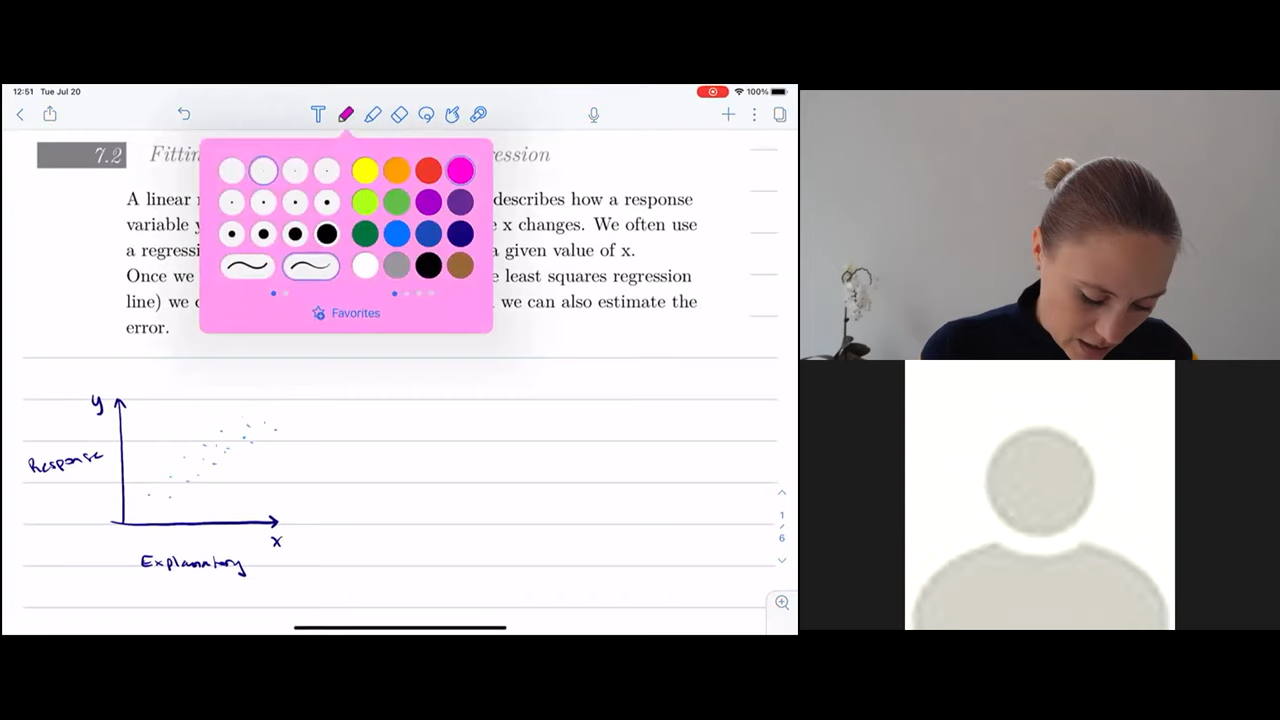 12:51 Tue Jul 20
100%
7.2 Fittin ression
A linear r describes how a response
variable y e x changes. We often use
a regressi a given value of x.
Once we e least squares regression
line) we c we can also estimate the
error.
Favorites
y
Response
x
Explanatory
1
/
6